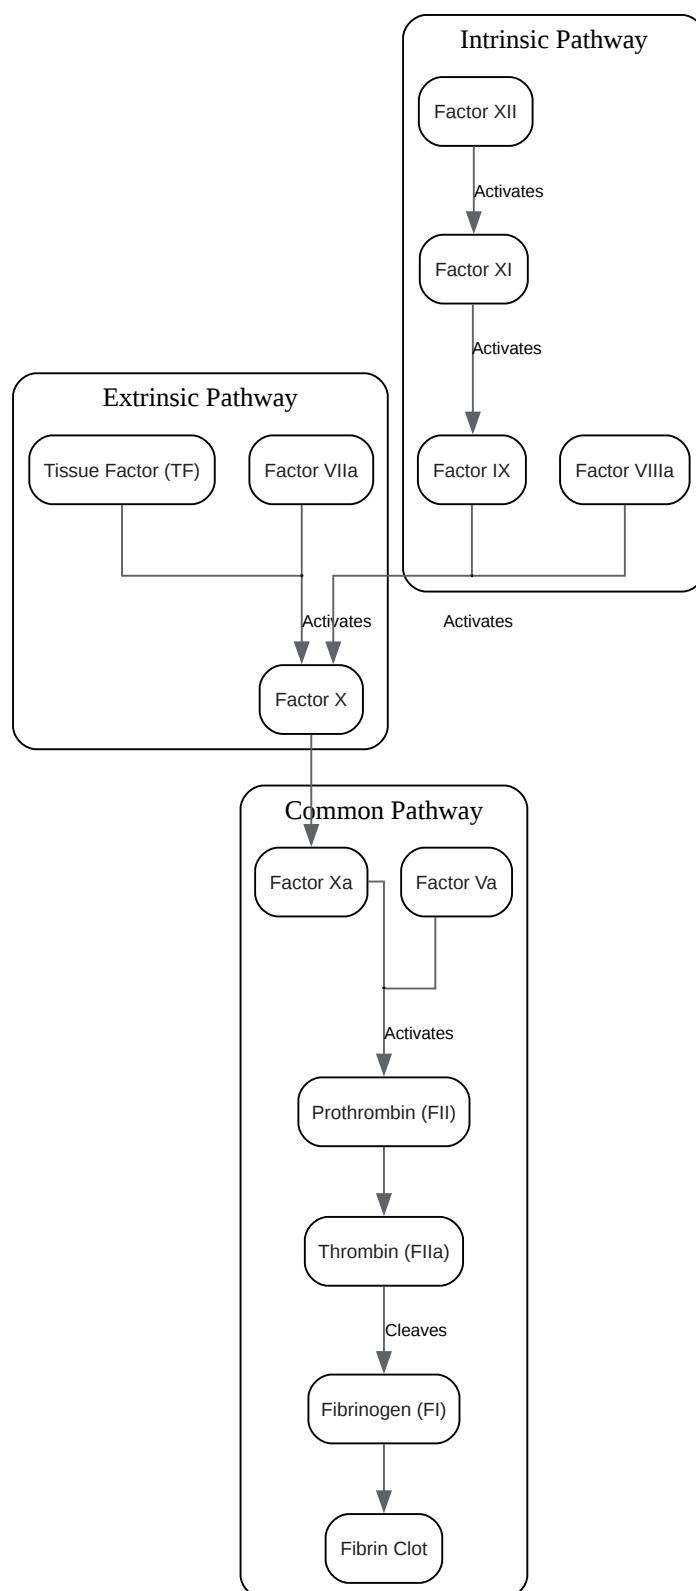 Intrinsic Pathway
Factor XII
Activates
Factor XI
Activates
Extrinsic Pathway
Tissue Factor (TF)
Factor VIIa
Factor IX
Factor VIIIa
Activates
Activates
Factor X
Common Pathway
Factor Xa
Factor Va
Activates
Prothrombin (FII)
Thrombin (FIIa)
Cleaves
Fibrinogen (FI)
Fibrin Clot